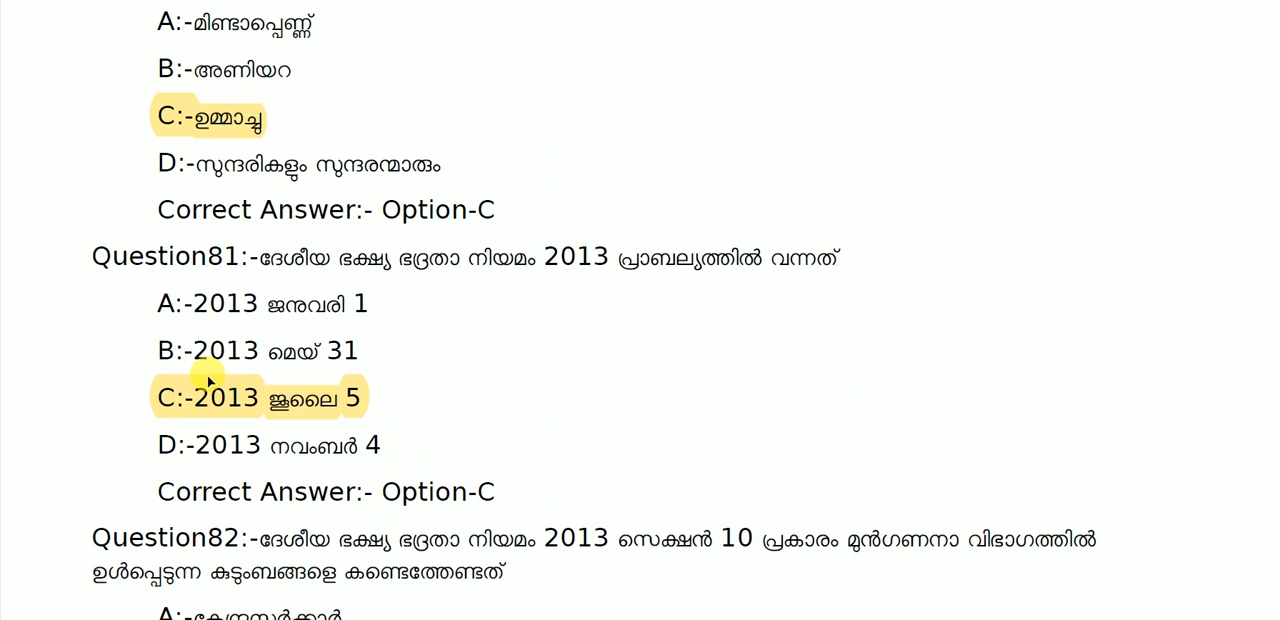 A:-മിണ്ടാപ്പെണ്ണ്
B:-അണിയറ
C:-ഉമ്മാച്ചു
D:-സുന്ദരികളും സുന്ദരന്മാരും
Correct Answer:- Option-C
Question81:-ദേശീയ ഭക്ഷ്യ ഭദ്രതാ നിയമം 2013 പ്രാബല്യത്തിൽ വന്നത്
A:-2013 ജനുവരി 1
B:-2013 മെയ് 31
C:-2013 ജൂലൈ 5
D:-2013 നവംബർ 4
Correct Answer:- Option-C
Question82:-ദേശീയ ഭക്ഷ്യ ഭദ്രതാ നിയമം 2013 സെക്ഷൻ 10 പ്രകാരം മുൻഗണനാ വിഭാഗത്തിൽ
ഉൾപ്പെടുന്ന കുടുംബങ്ങളെ കണ്ടെത്തേണ്ടത്
A:-കേന്ദ്രസർക്കാർ